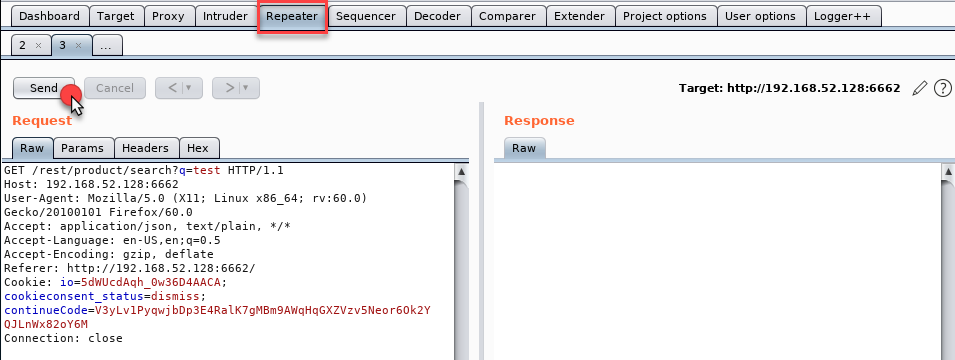 Dashboard Target Proxy Intruder Repeater Sequencer Decoder Comparer Extender Project options User options Logger++
2 × 3 × ...
Send Cancel < > Target: http://192.168.52.128:6662 ?
Request Response
Raw Params Headers Hex Raw
GET /rest/product/search?q=test HTTP/1.1
Host: 192.168.52.128:6662
User-Agent: Mozilla/5.0 (X11; Linux x86_64; rv:60.0)
Gecko/20100101 Firefox/60.0
Accept: application/json, text/plain, */*
Accept-Language: en-US,en;q=0.5
Accept-Encoding: gzip, deflate
Referer: http://192.168.52.128:6662/
Cookie: io=5dWUcdAqh_0w36D4AACA;
cookieconsent_status=dismiss;
continueCode=V3yLv1PyqwjbDp3E4RalK7gMBm9AWqHqGXZVzv5Neor6Ok2Y
QJLnWx82oY6M
Connection: close